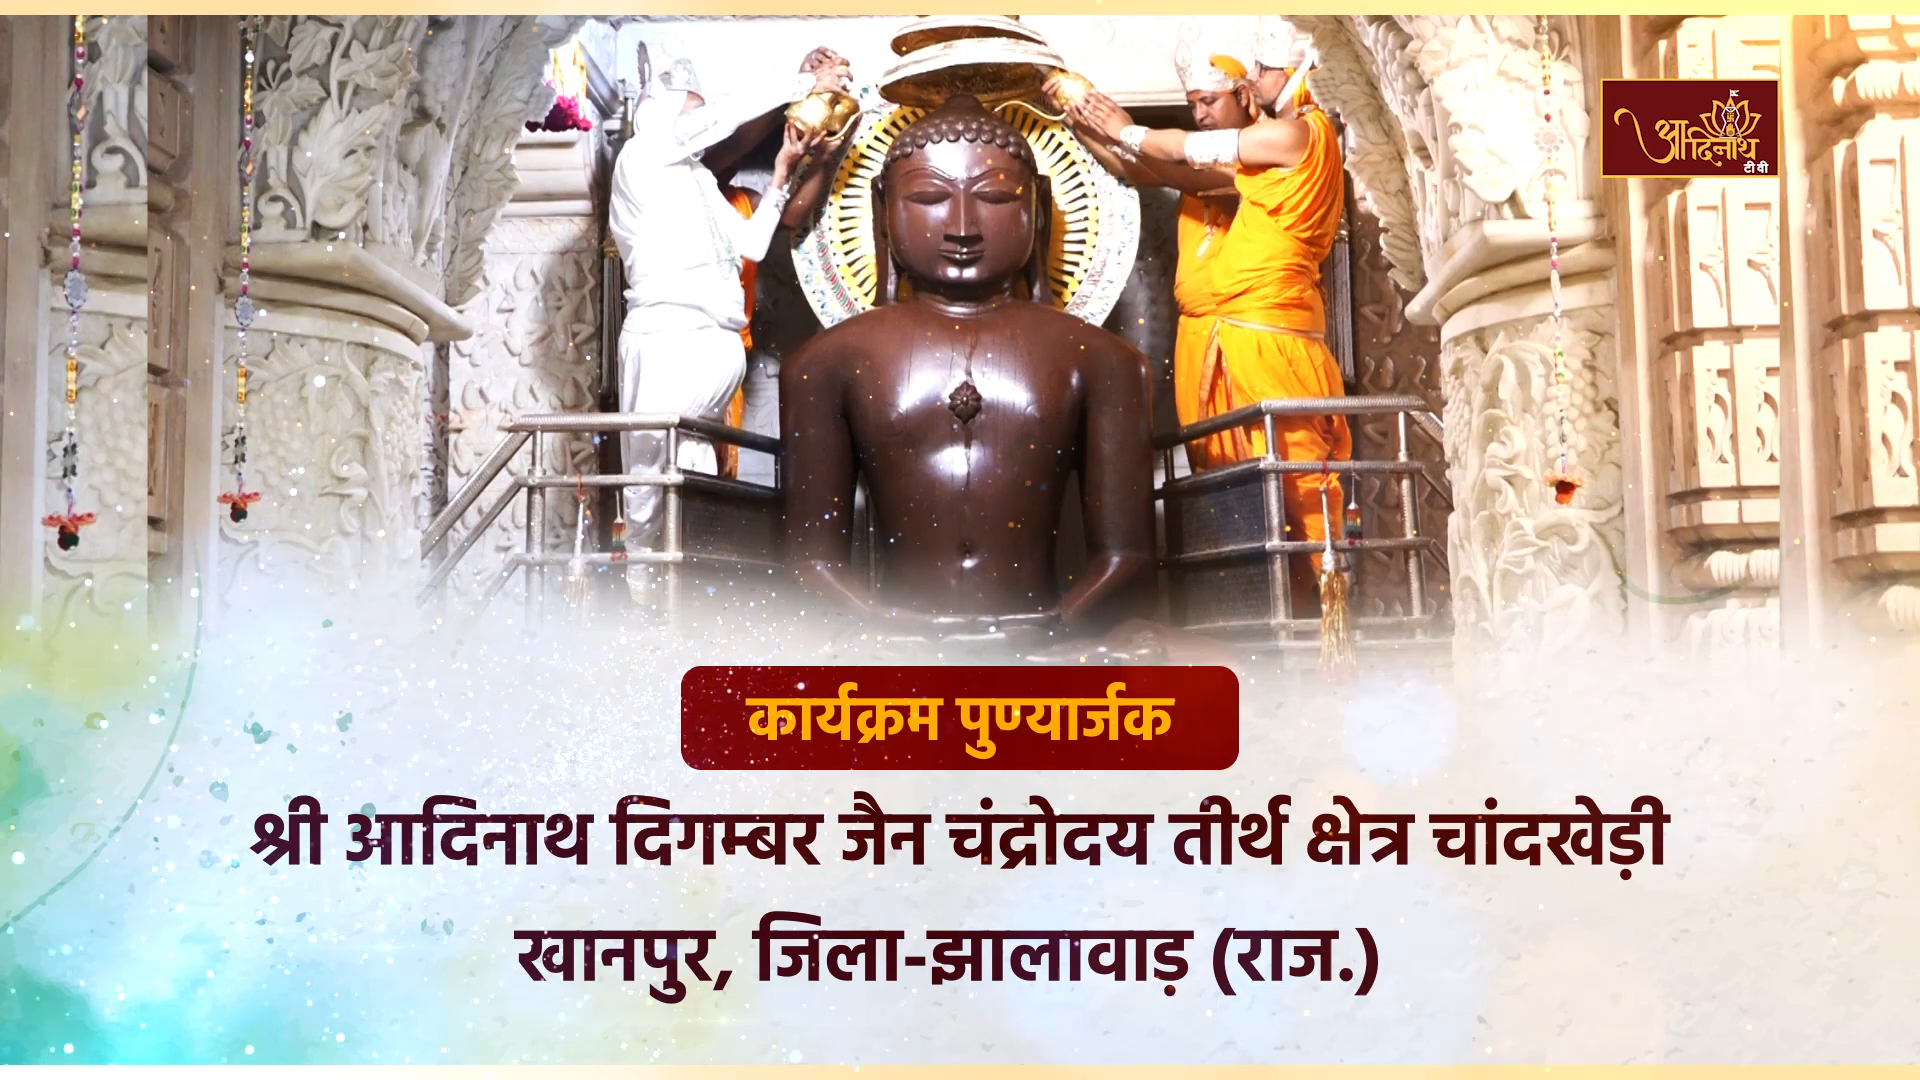 आदिनाथ
टी वी
कार्यक्रम पुण्यार्जक
श्री आदिनाथ दिगम्बर जैन चंद्रोदय तीर्थ क्षेत्र चांदखेड़ी
खानपुर, जिला-झालावाड़ (राज.)